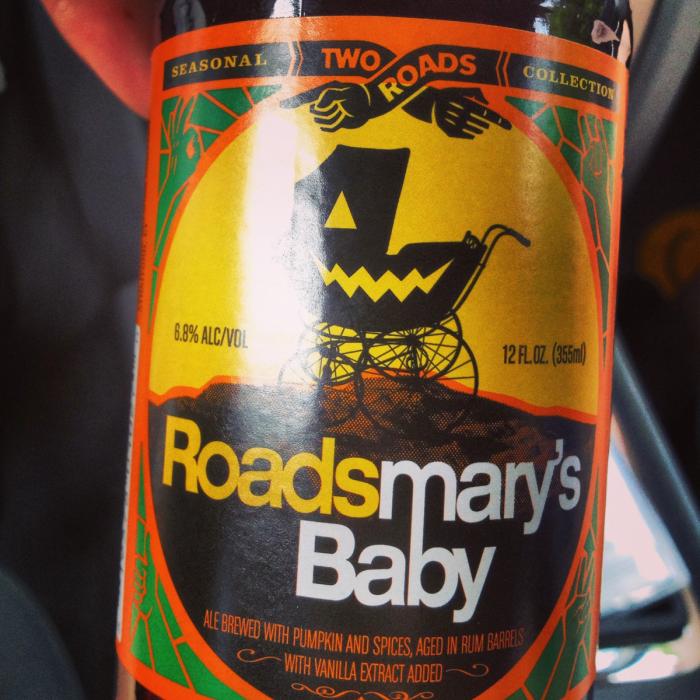 SEASONAL TWO ROADS COLLECTION
6.8% ALC/VOL
12 FL. OZ. (355ml)
Roadsmary's
Baby
ALE BREWED WITH PUMPKIN AND SPICES, AGED IN RUM BARRELS
WITH VANILLA EXTRACT ADDED